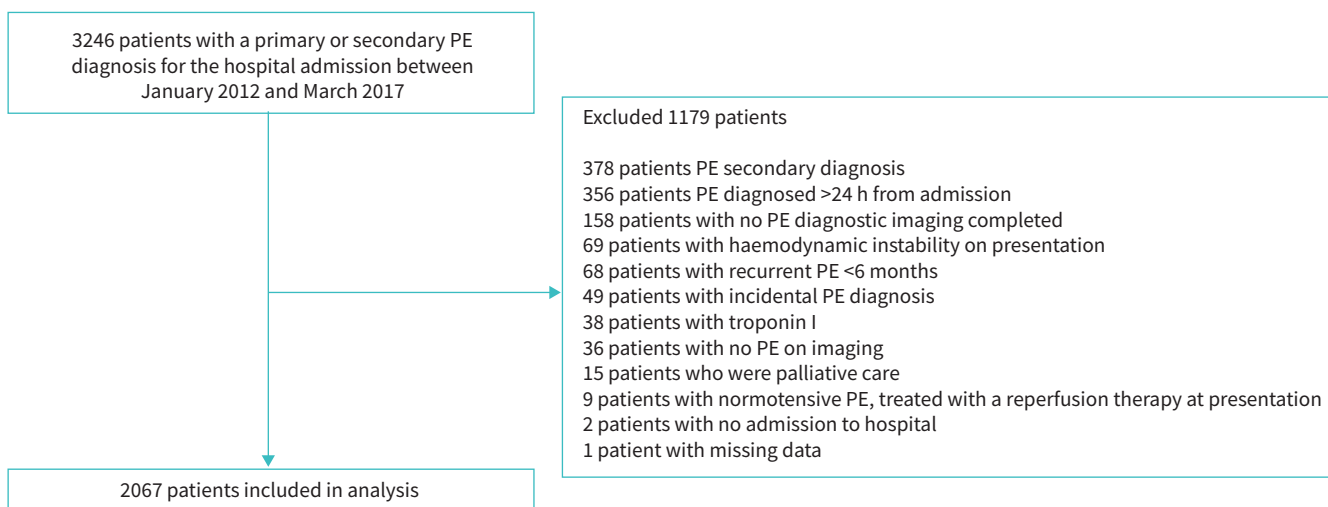 3246 patients with a primary or secondary PE
diagnosis for the hospital admission between
January 2012 and March 2017
Excluded 1179 patients
378 patients PE secondary diagnosis
356 patients PE diagnosed >24 h from admission
158 patients with no PE diagnostic imaging completed
69 patients with haemodynamic instability on presentation
68 patients with recurrent PE <6 months
49 patients with incidental PE diagnosis
38 patients with troponin I
36 patients with no PE on imaging
15 patients who were palliative care
9 patients with normotensive PE, treated with a reperfusion therapy at presentation
2 patients with no admission to hospital
1 patient with missing data
2067 patients included in analysis